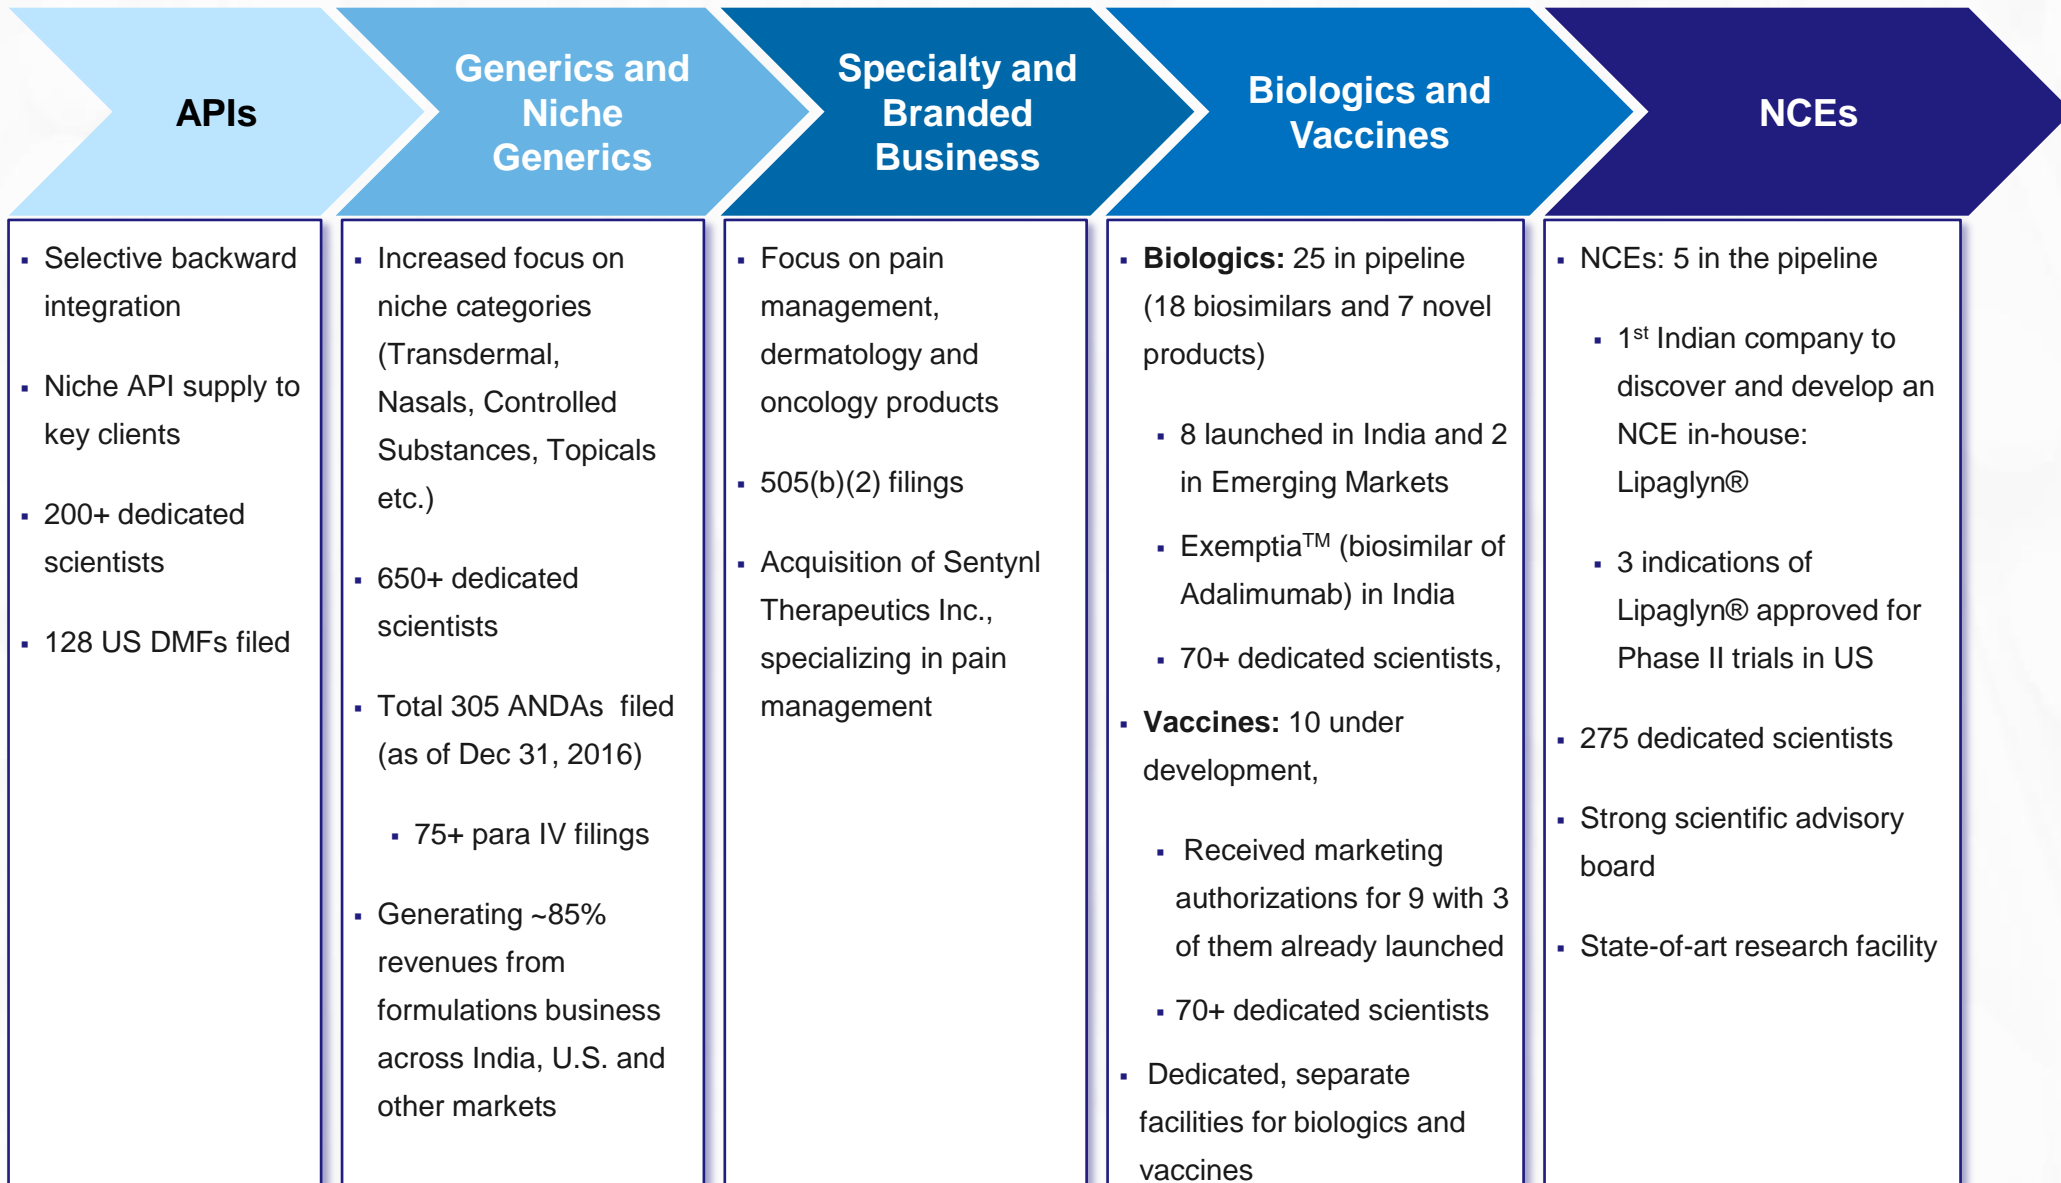 APIs
Generics and
Niche
Generics
Specialty and
Branded
Business
Biologics and
Vaccines
NCEs
▪ Selective backward
integration
▪ Niche API supply to
key clients
▪ 200+ dedicated
scientists
▪ 128 US DMFs filed
▪ Increased focus on
niche categories
(Transdermal,
Nasals, Controlled
Substances, Topicals
etc.)
▪ 650+ dedicated
scientists
▪ Total 305 ANDAs filed
(as of Dec 31, 2016)
▪ 75+ para IV filings
▪ Generating ~85%
revenues from
formulations business
across India, U.S. and
other markets
▪ Focus on pain
management,
dermatology and
oncology products
▪ 505(b)(2) filings
▪ Acquisition of Sentynl
Therapeutics Inc.,
specializing in pain
management
▪ Biologics: 25 in pipeline
(18 biosimilars and 7 novel
products)
▪ 8 launched in India and 2
in Emerging Markets
▪ Exemptia™ (biosimilar of
Adalimumab) in India
▪ 70+ dedicated scientists,
▪ Vaccines: 10 under
development,
▪ Received marketing
authorizations for 9 with 3
of them already launched
▪ 70+ dedicated scientists
▪ Dedicated, separate
facilities for biologics and
vaccines
▪ NCEs: 5 in the pipeline
▪ 1st Indian company to
discover and develop an
NCE in-house:
Lipaglyn®
▪ 3 indications of
Lipaglyn® approved for
Phase II trials in US
▪ 275 dedicated scientists
▪ Strong scientific advisory
board
▪ State-of-art research facility